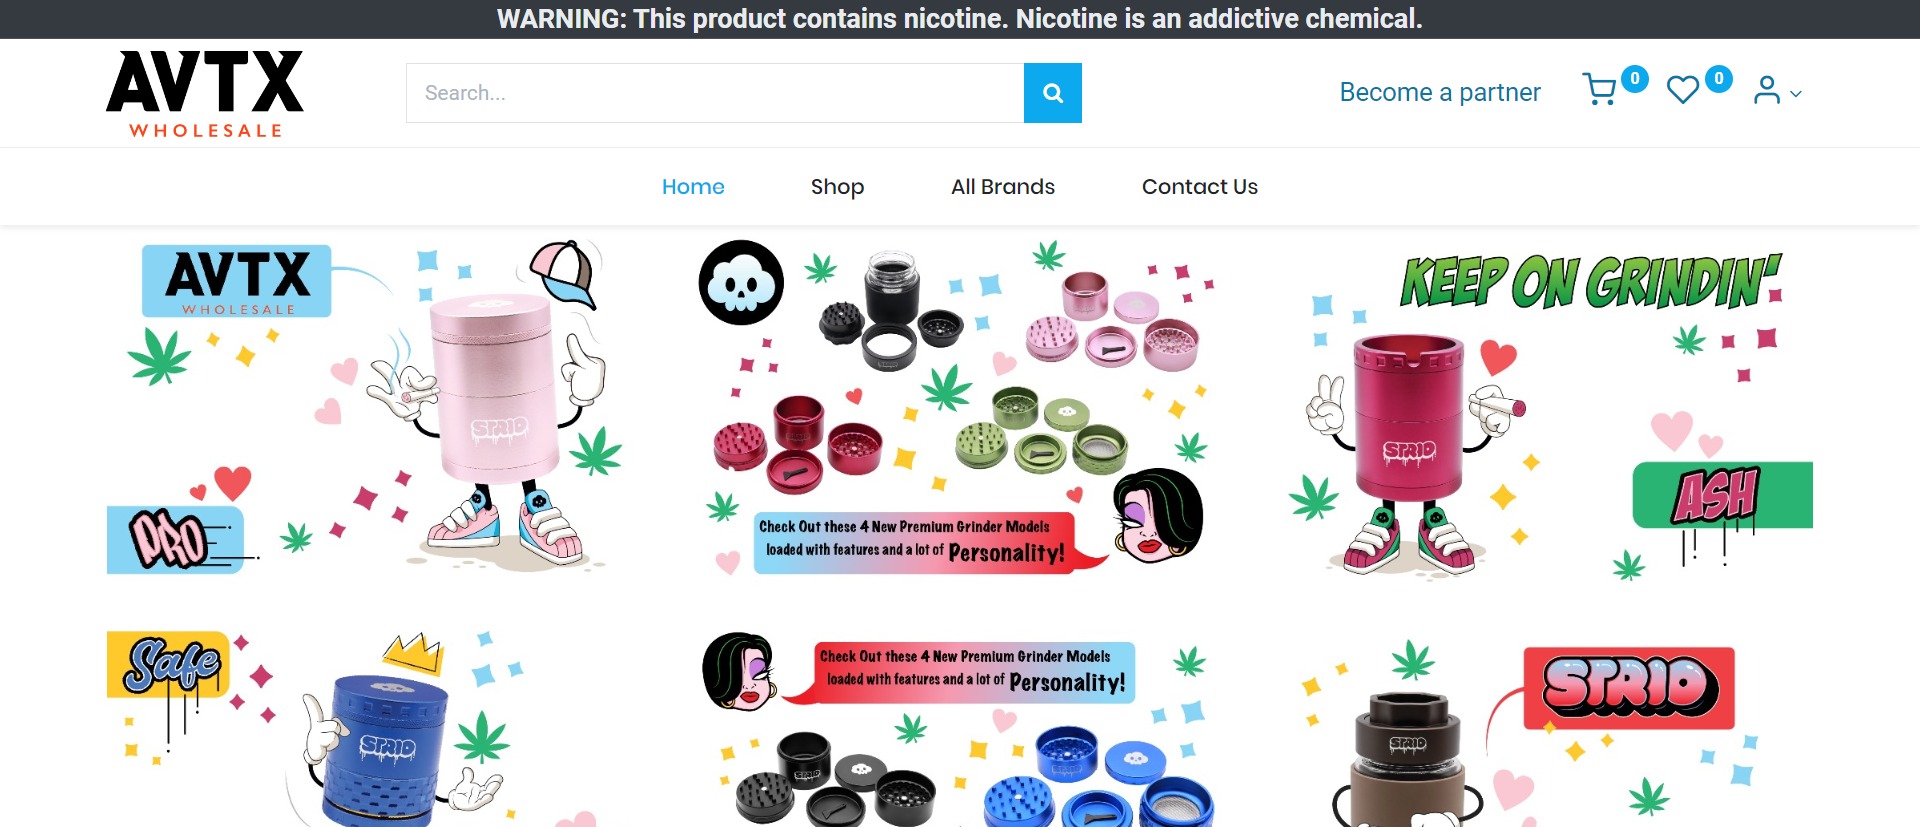 WARNING: This product contains nicotine. Nicotine is an addictive chemical.
AVTX
WHOLESALE
Search...
Become a partner
0
0
Home
Shop
All Brands
Contact Us
AVTX
WHOLESALE
STRIO
PRO
Check Out these 4 New Premium Grinder Models
loaded with features and a lot of Personality!
KEEP ON GRINDIN'
STRIO
ASH
Safe
STRIO
Check Out these 4 New Premium Grinder Models
loaded with features and a lot of Personality!
STRIO
STRIO
STRIO